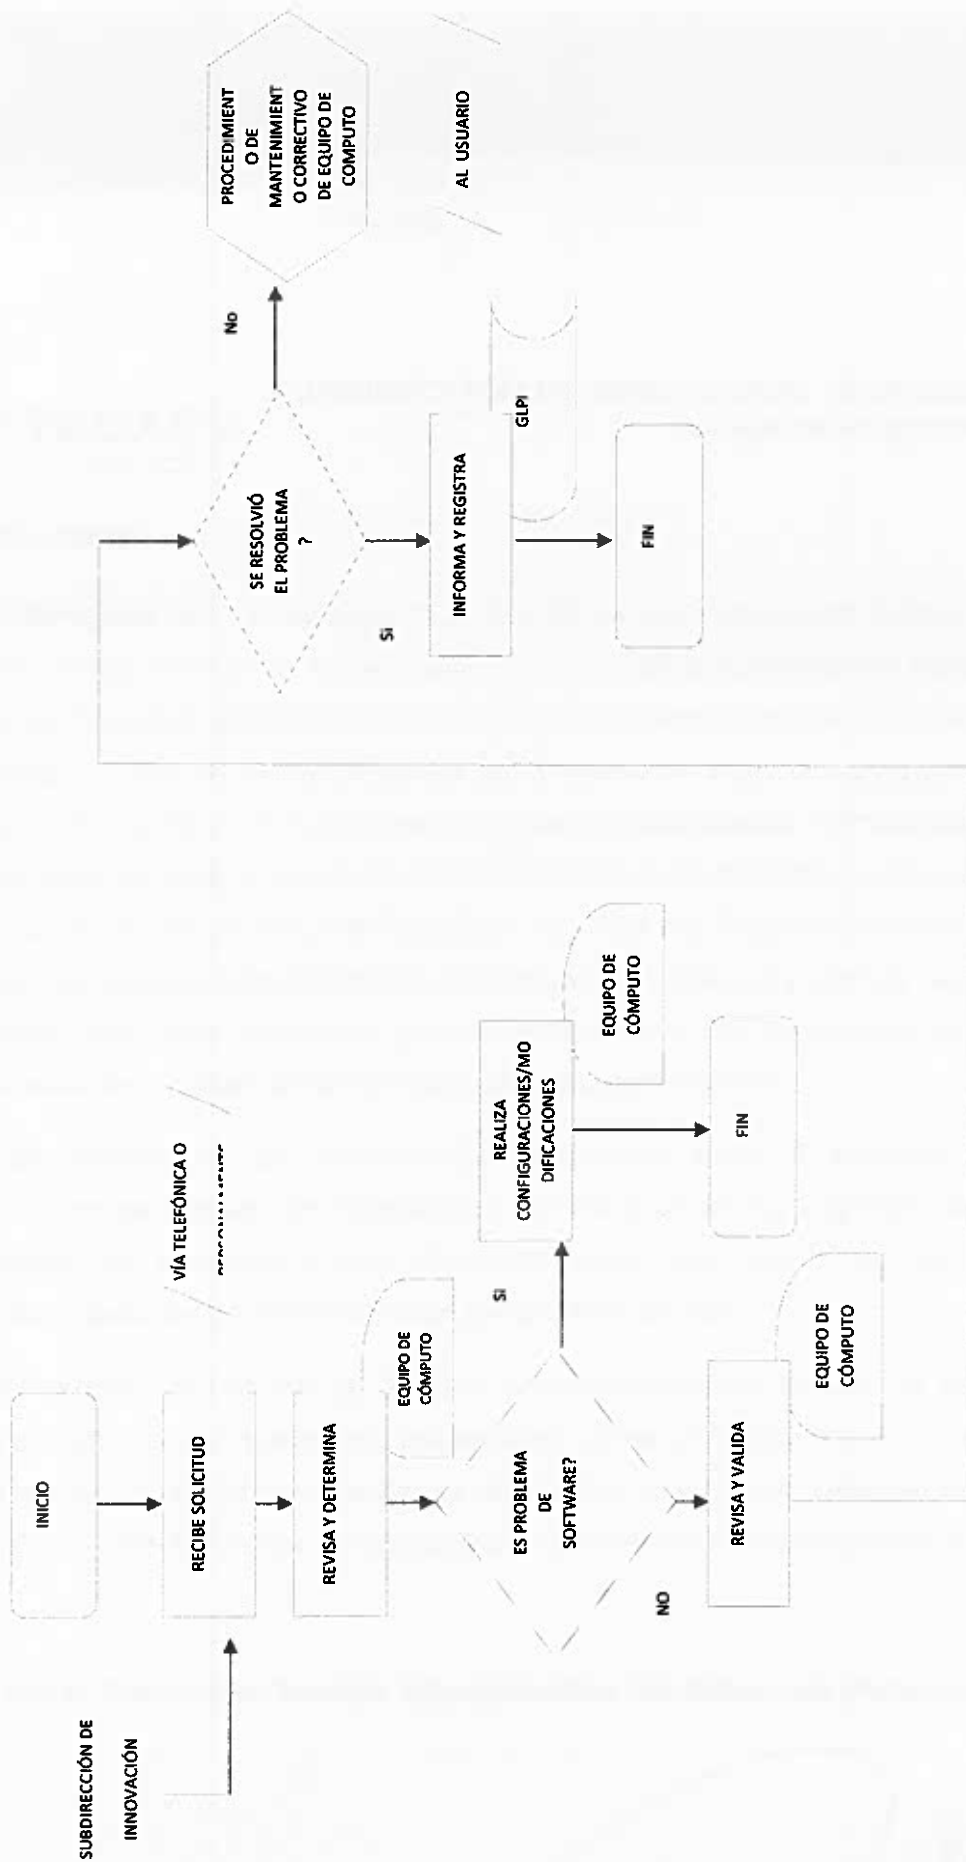 SUBDIRECCIÓN DE
INNOVACIÓN
INICIO
RECIBE SOLICITUD
VÍA TELEFÓNICA O
PERSONALMENTE
REVISA Y DETERMINA
EQUIPO DE
CÓMPUTO
ES PROBLEMA
DE
SOFTWARE?
Si
REALIZA
CONFIGURACIONES/MO
DIFICACIONES
EQUIPO DE
CÓMPUTO
FIN
NO
REVISA Y VALIDA
EQUIPO DE
CÓMPUTO
SE RESOLVIÓ
EL PROBLEMA
?
No
PROCEDIMIENT
O DE
MANTENIMIENT
O CORRECTIVO
DE EQUIPO DE
COMPUTO
Si
INFORMA Y REGISTRA
AL USUARIO
GLPI
FIN